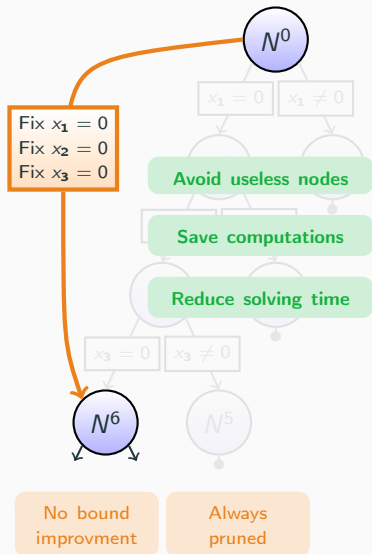 N⁰
x₁ = 0
x₁ ≠ 0
Fix x₁ = 0
Fix x₂ = 0
Fix x₃ = 0
Avoid useless nodes
Save computations
Reduce solving time
x₃ = 0
x₃ ≠ 0
N⁶
N⁵
No bound
improvment
Always
pruned